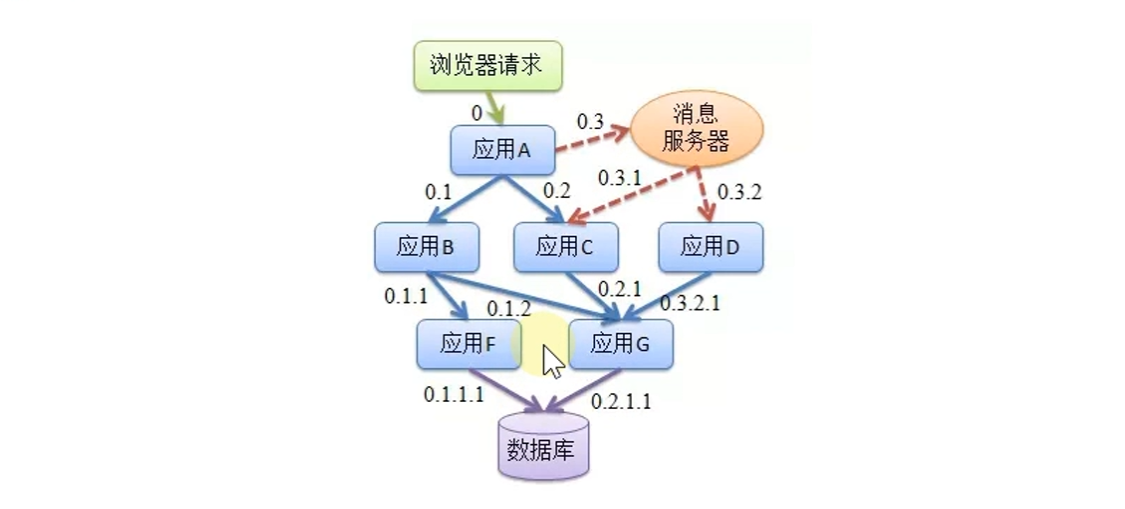 浏览器请求
0
应用A
0.3
消息
服务器
0.1
0.2
0.3.1
0.3.2
应用B
应用C
应用D
0.1.1
0.1.2
0.2.1
0.3.2.1
应用F
应用G
0.1.1.1
0.2.1.1
数据库